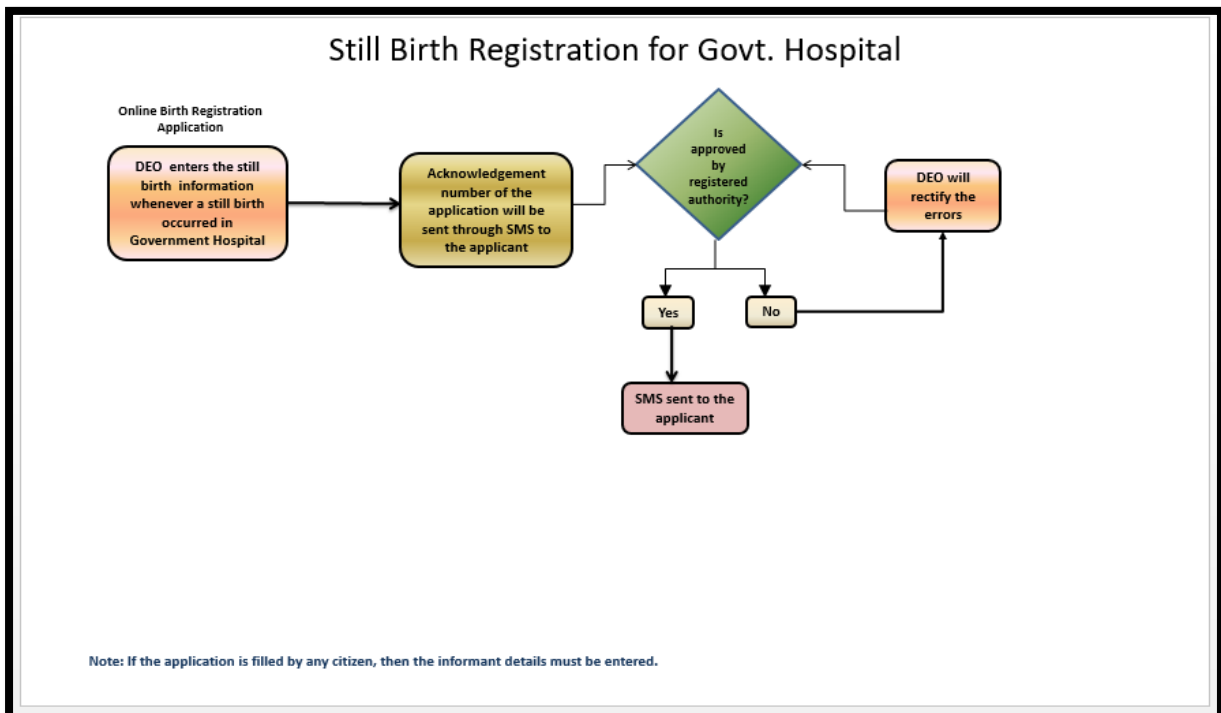 Still Birth Registration for Govt. Hospital
Online Birth Registration
Application
DEO enters the still
birth information
whenever a still birth
occurred in
Government Hospital
Acknowledgement
number of the
application will be
sent through SMS to
the applicant
Is
approved
by
registered
authority?
DEO will
rectify the
errors
Yes
No
SMS sent to the
applicant
Note: If the application is filled by any citizen, then the informant details must be entered.